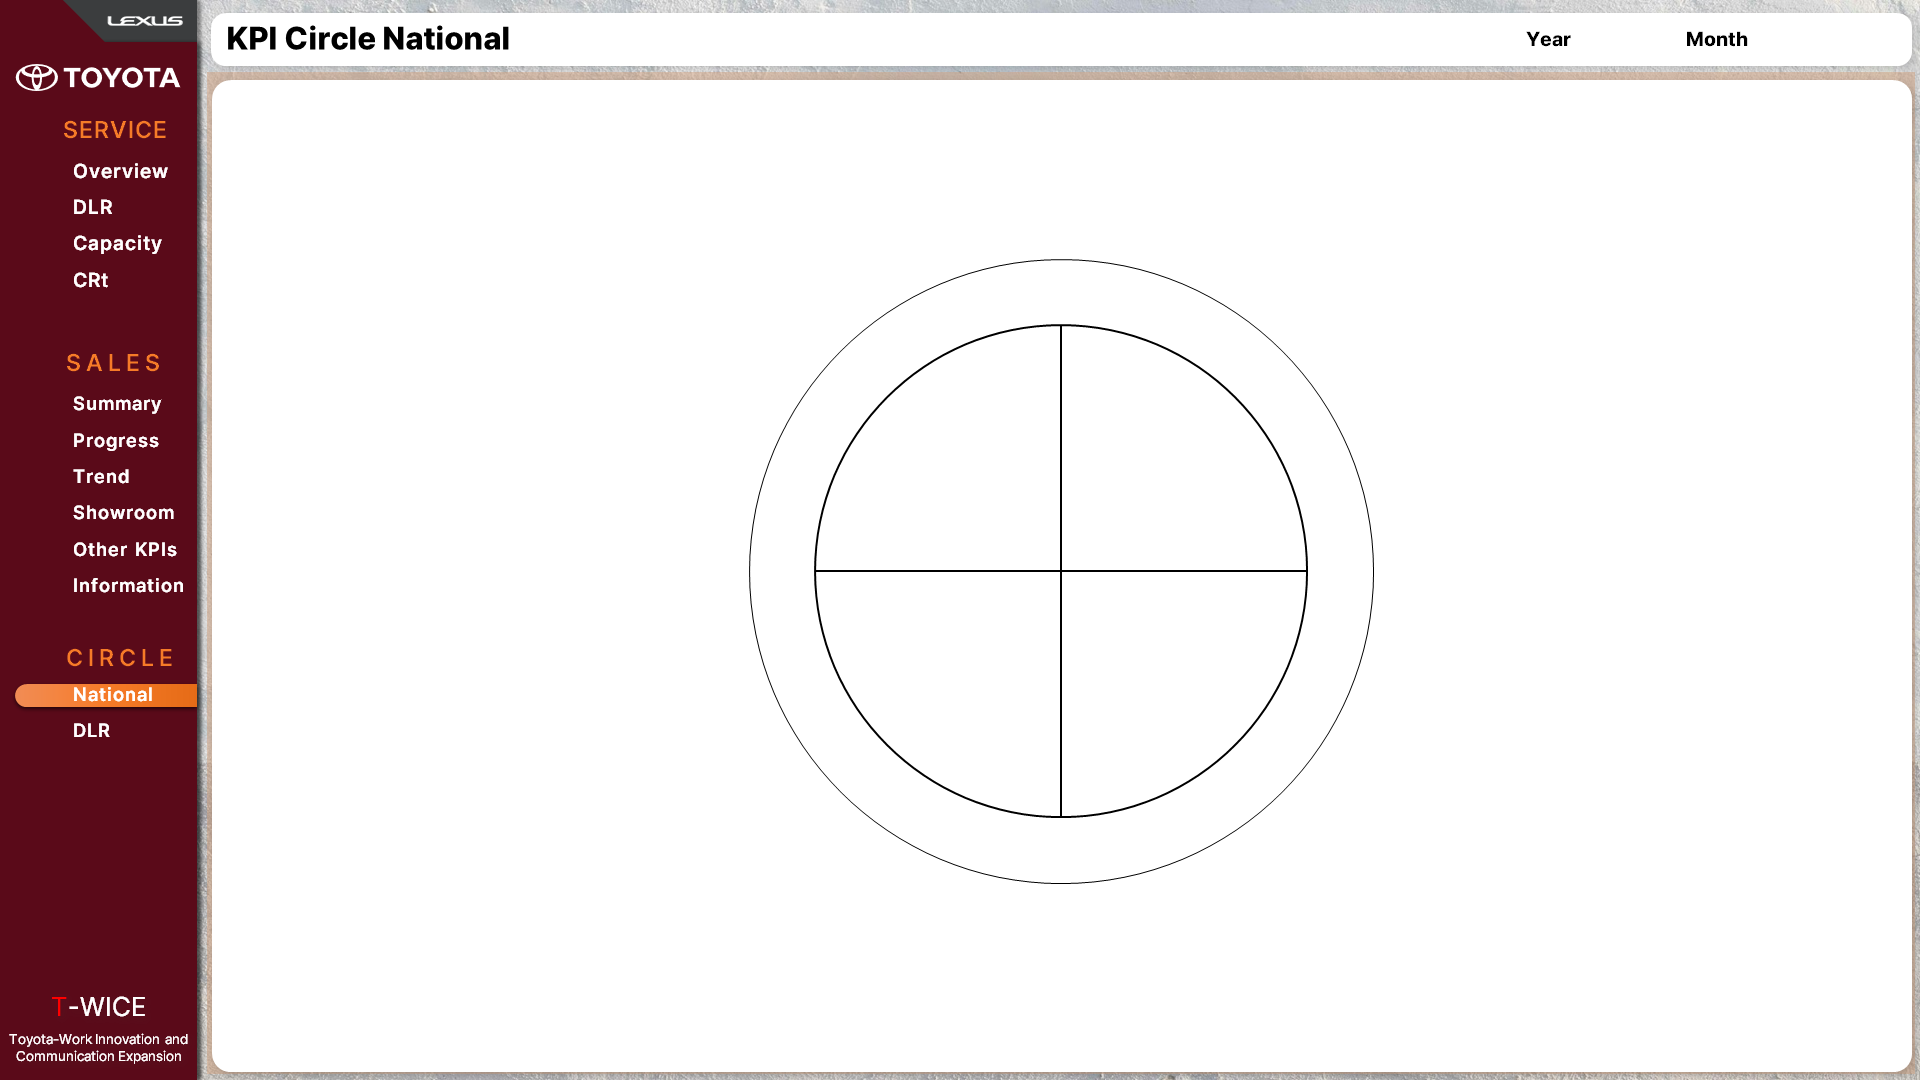 LEXUS
TOYOTA
SERVICE
Overview
DLR
Capacity
CRt
SALES
Summary
Progress
Trend
Showroom
Other KPIs
Information
CIRCLE
National
DLR
T-WICE
Toyota-Work Innovation and
Communication Expansion
KPI Circle National
Year
Month